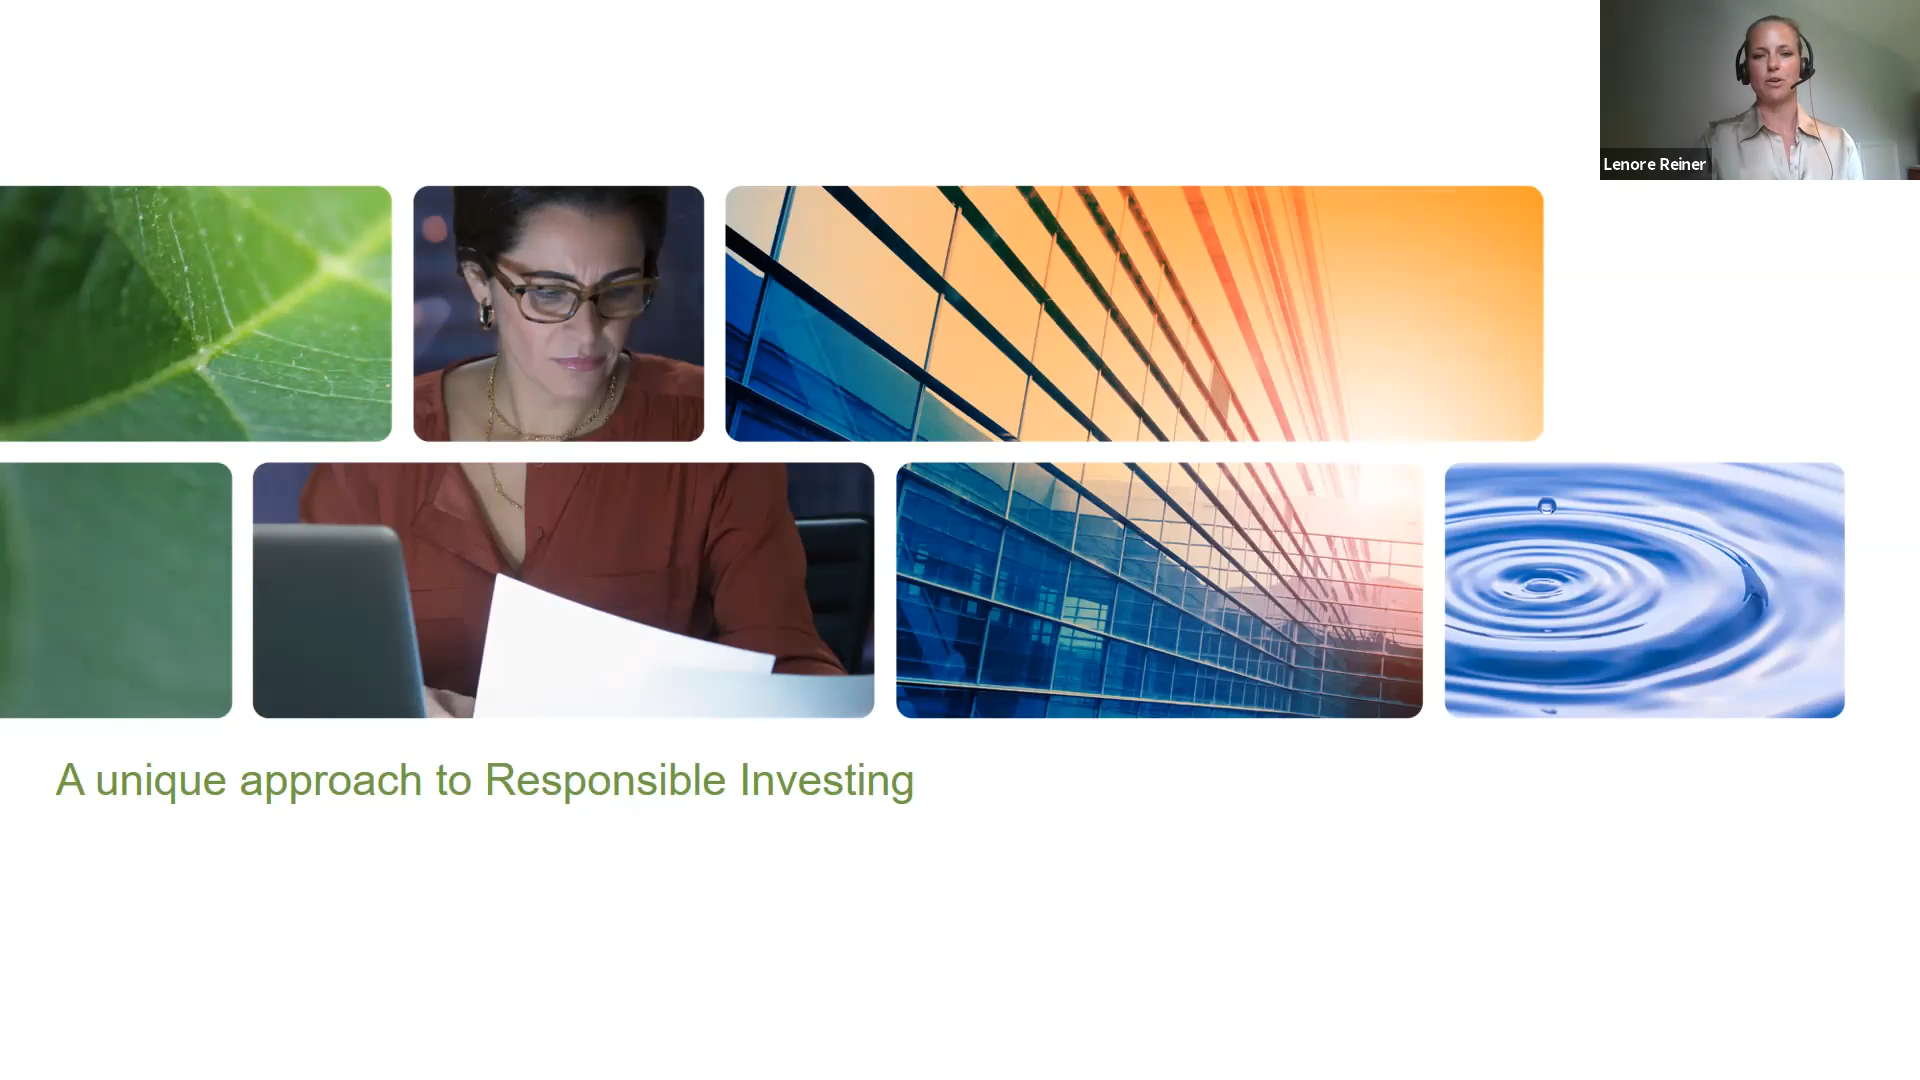 Lenore Reiner
A unique approach to Responsible Investing